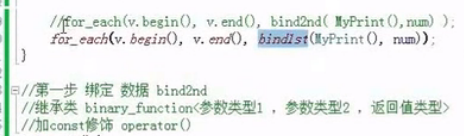 //for_each(v.begin(), v.end(), bind2nd( MyPrint(),num) );
for_each(v.begin(), v.end(), bind1st(MyPrint(), num));
}
//第一步 绑定 数据 bind2nd
//继承类 binary_function<参数类型1 , 参数类型2 , 返回值类型>
//加const修饰 operator()